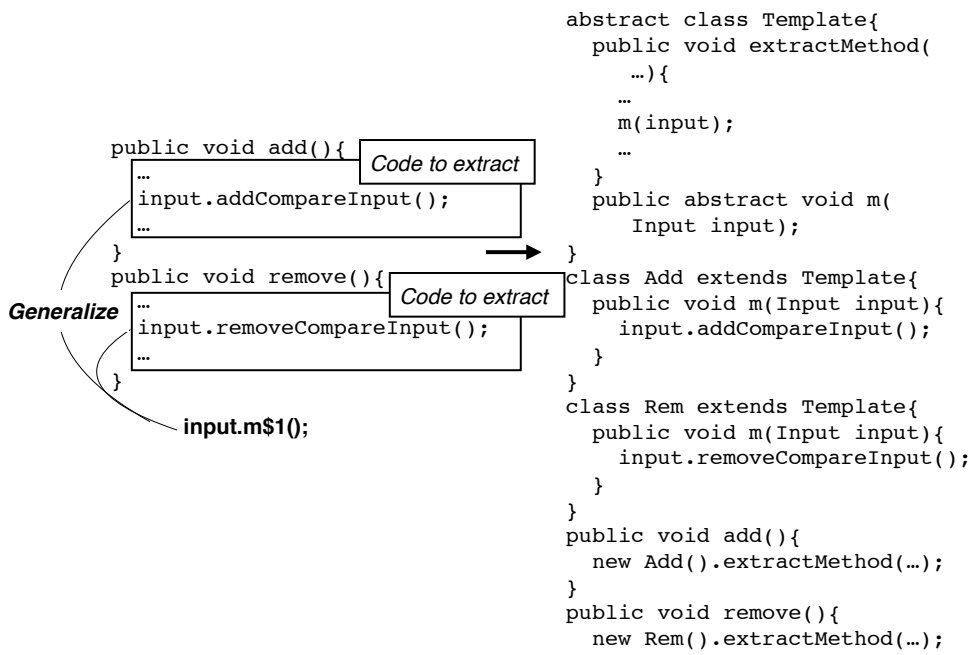 public void add(){
Code to extract
…
input.addCompareInput();
…
}
public void remove(){
Code to extract
…
input.removeCompareInput();
…
}
Generalize
input.m$1();
abstract class Template{
public void extractMethod(
…){
…
m(input);
…
}
public abstract void m(
Input input);
}
class Add extends Template{
public void m(Input input){
input.addCompareInput();
}
}
class Rem extends Template{
public void m(Input input){
input.removeCompareInput();
}
}
public void add(){
new Add().extractMethod(…);
}
public void remove(){
new Rem().extractMethod(…);